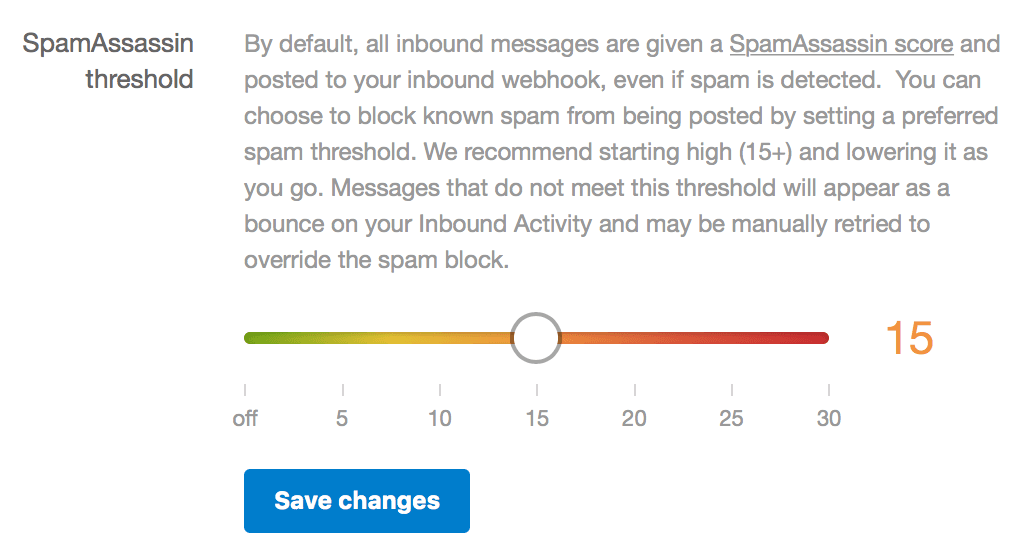 SpamAssassin
threshold
By default, all inbound messages are given a SpamAssassin score and
posted to your inbound webhook, even if spam is detected.  You can
choose to block known spam from being posted by setting a preferred
spam threshold. We recommend starting high (15+) and lowering it as
you go. Messages that do not meet this threshold will appear as a
bounce on your Inbound Activity and may be manually retried to
override the spam block.
15
off 5 10 15 20 25 30
Save changes